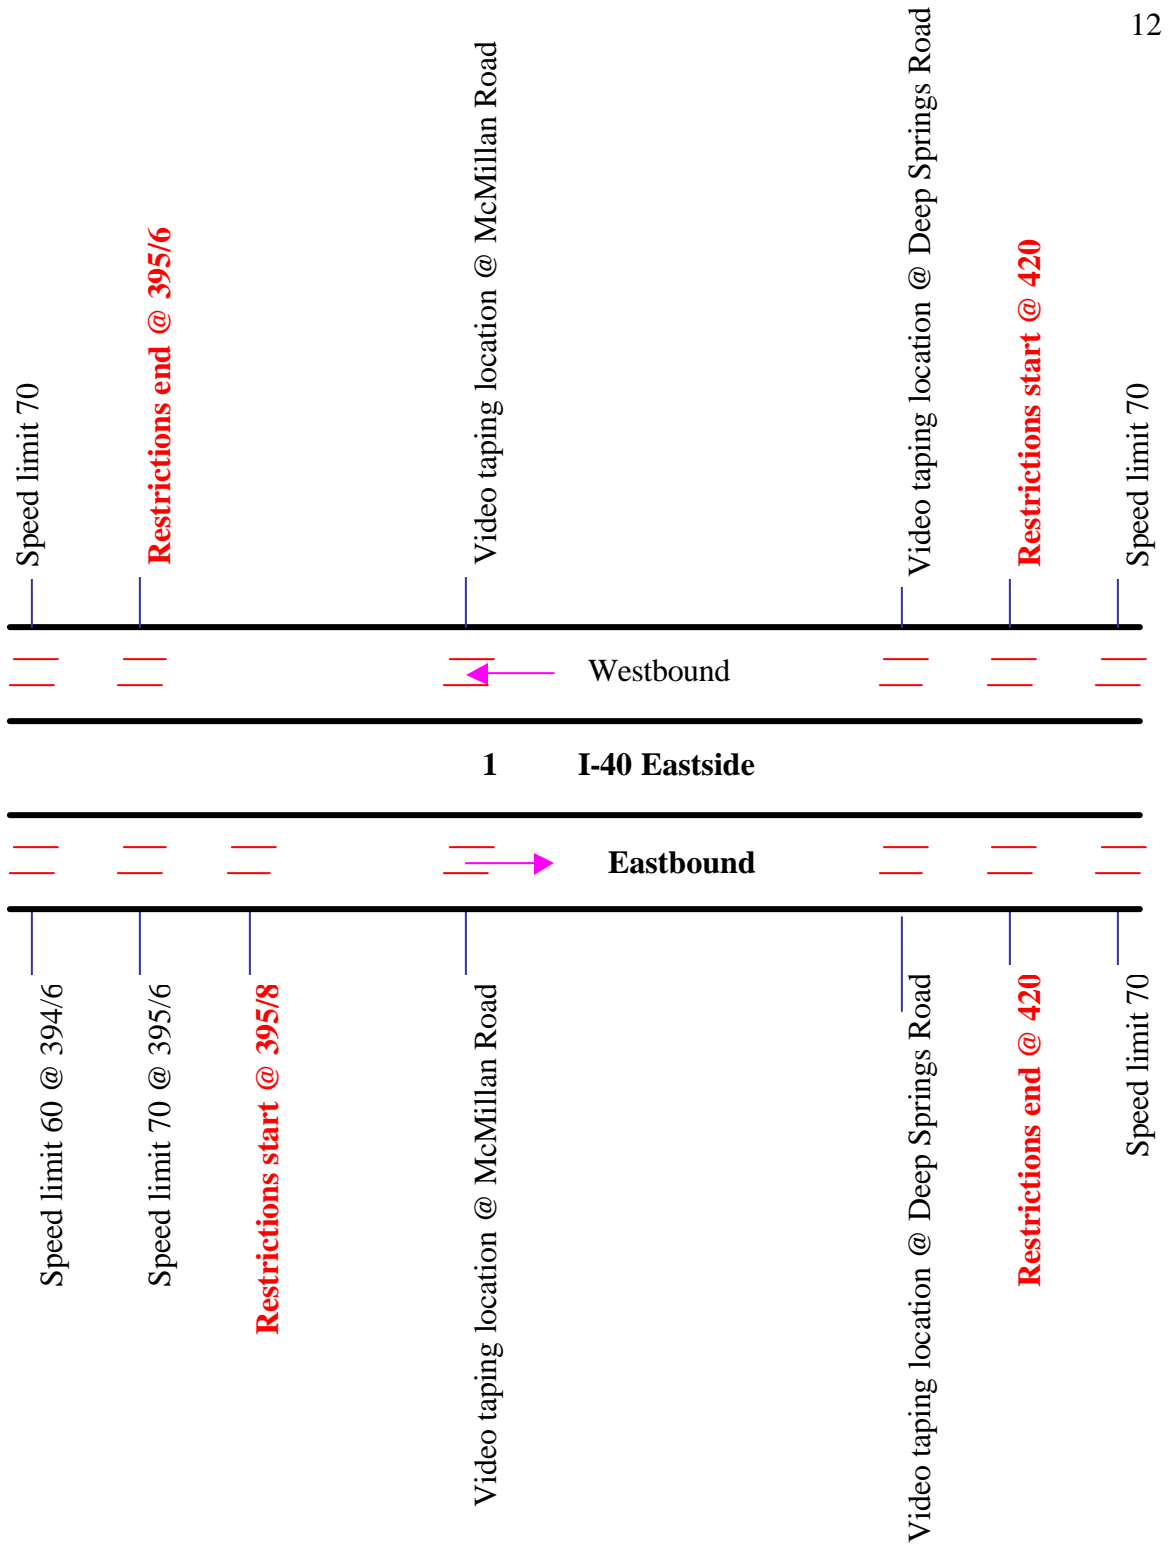 12
Speed limit 70
Restrictions end @ 395/6
Video taping location @ McMillan Road
Video taping location @ Deep Springs Road
Restrictions start @ 420
Speed limit 70
Westbound
1 I-40 Eastside
Eastbound
Speed limit 60 @ 394/6
Speed limit 70 @ 395/6
Restrictions start @ 395/8
Video taping location @ McMillan Road
Video taping location @ Deep Springs Road
Restrictions end @ 420
Speed limit 70